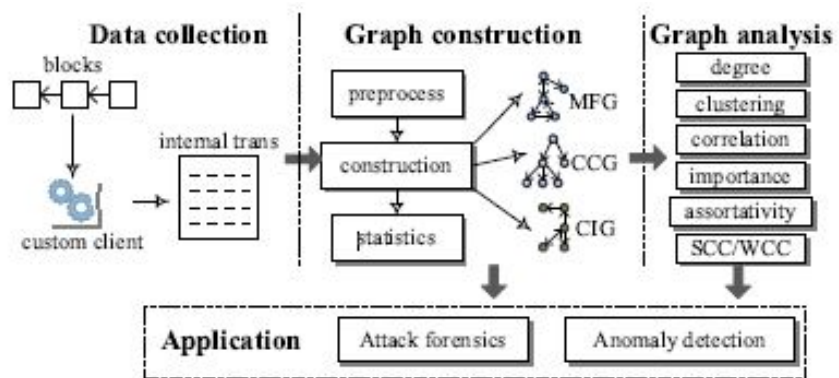 Data collection
blocks
internal trans
custom client
Graph construction
preprocess
construction
statistics
MFG
CCG
CIG
Graph analysis
degree
clustering
correlation
importance
assortativity
SCC/WCC
Application
Attack forensics
Anomaly detection